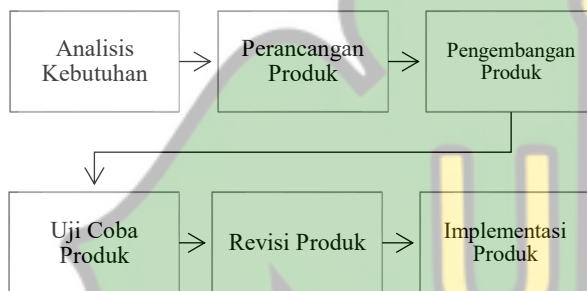 Analisis
Kebutuhan
Perancangan
Produk
Pengembangan
Produk
Uji Coba
Produk
Revisi Produk
Implementasi
Produk
U